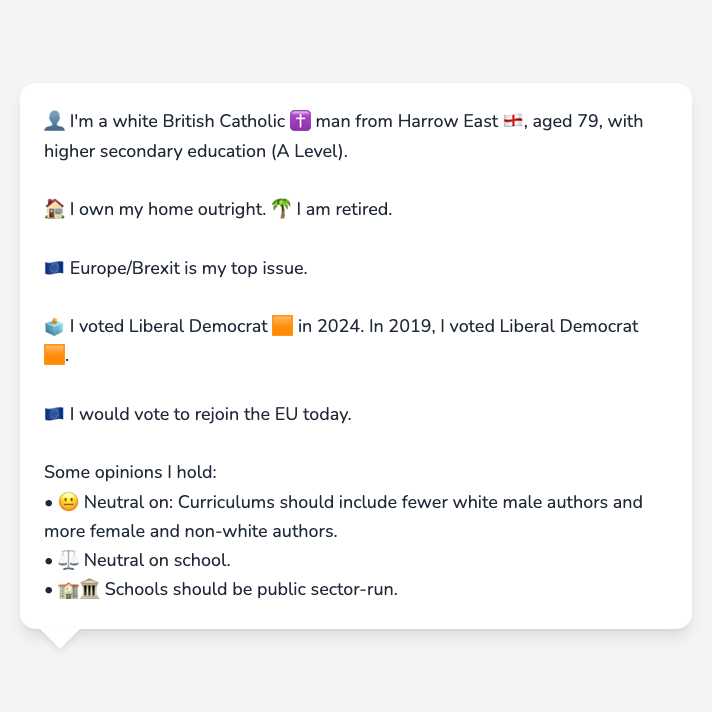 👤 I'm a white British Catholic ✝️ man from Harrow East 🏴󠁧󠁢󠁥󠁮󠁧󠁿, aged 79, with
higher secondary education (A Level).
🏠 I own my home outright. 🌴 I am retired.
🇪🇺 Europe/Brexit is my top issue.
🗳️ I voted Liberal Democrat 🟧 in 2024. In 2019, I voted Liberal Democrat
🟧.
🇪🇺 I would vote to rejoin the EU today.
Some opinions I hold:
• 😐 Neutral on: Curriculums should include fewer white male authors and
more female and non-white authors.
• ⚖️ Neutral on school.
• 🏫🏛️ Schools should be public sector-run.